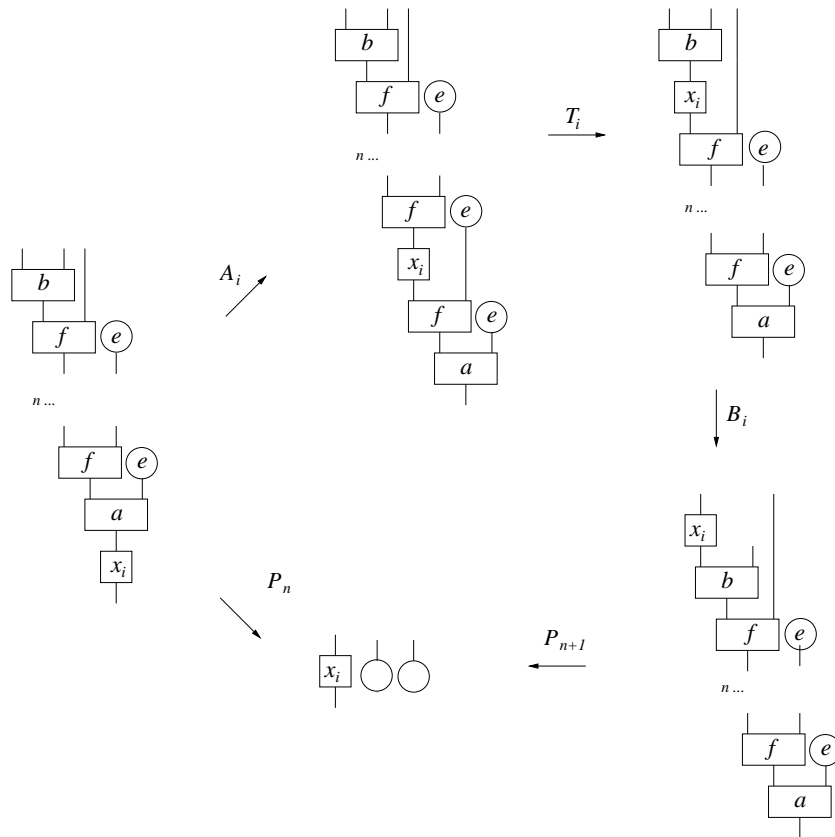 b
f e
n ...
f e
a
x_i
A_i
b
f e
n ...
f e
x_i
f e
a
T_i
b
x_i
f e
n ...
f e
a
B_i
x_i
b
f e
n ...
f e
a
P_{n+1}
P_n
x_i